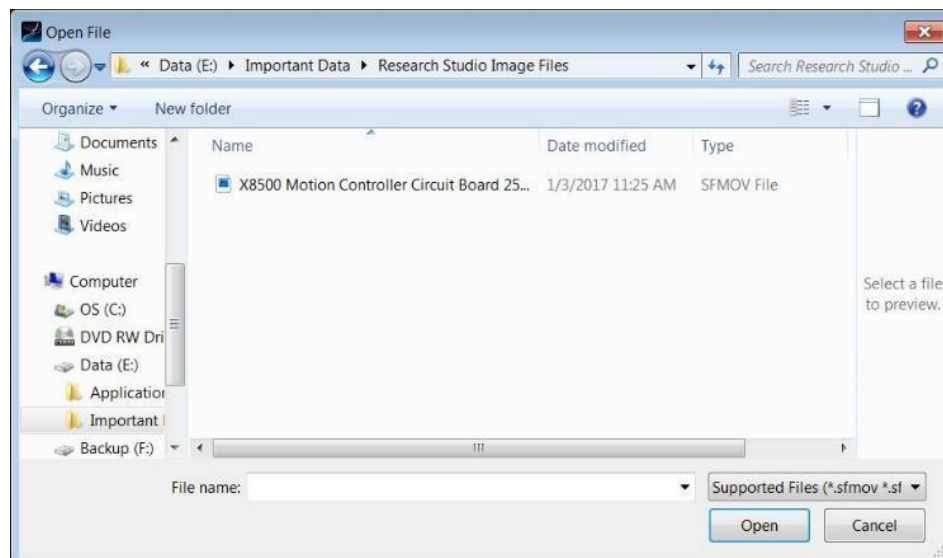 Open File
« Data (E:) Important Data Research Studio Image Files Search Research Studio ...
Organize New folder
Documents
Music
Pictures
Videos
Computer
OS (C:)
DVD RW Dri
Data (E:)
Application
Important
Backup (F:)
Name Date modified Type
X8500 Motion Controller Circuit Board 25... 1/3/2017 11:25 AM SFMOV File
Select a file
to preview.
File name: Supported Files (*.sfmov *.sf
Open Cancel